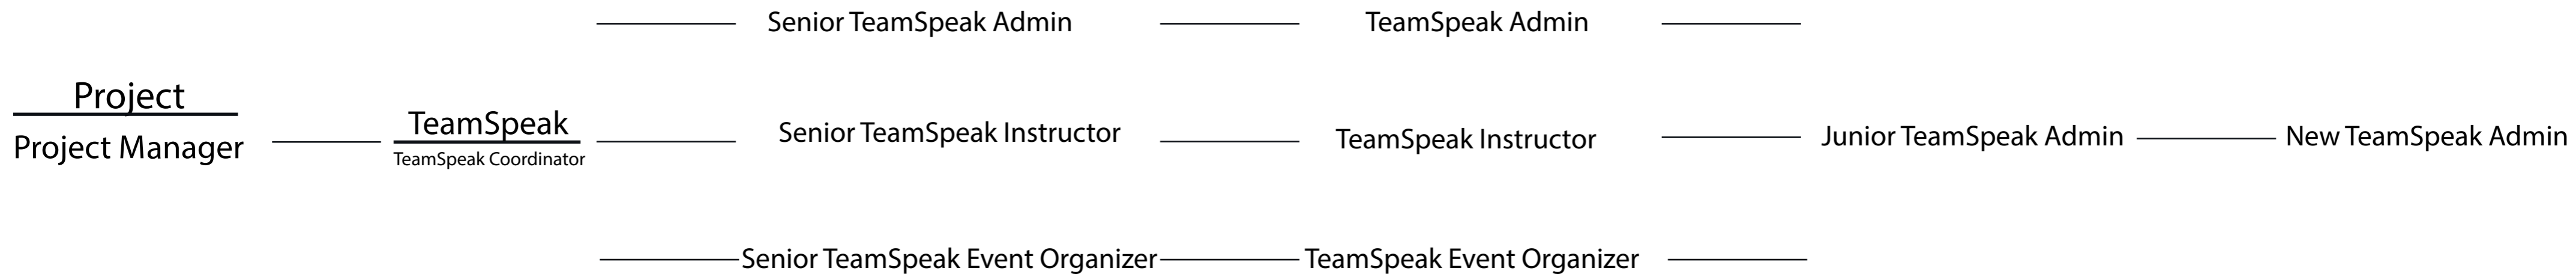 Senior TeamSpeak Admin
TeamSpeak Admin
Project
Project Manager
TeamSpeak
TeamSpeak Coordinator
Senior TeamSpeak Instructor
TeamSpeak Instructor
Junior TeamSpeak Admin
New TeamSpeak Admin
Senior TeamSpeak Event Organizer
TeamSpeak Event Organizer